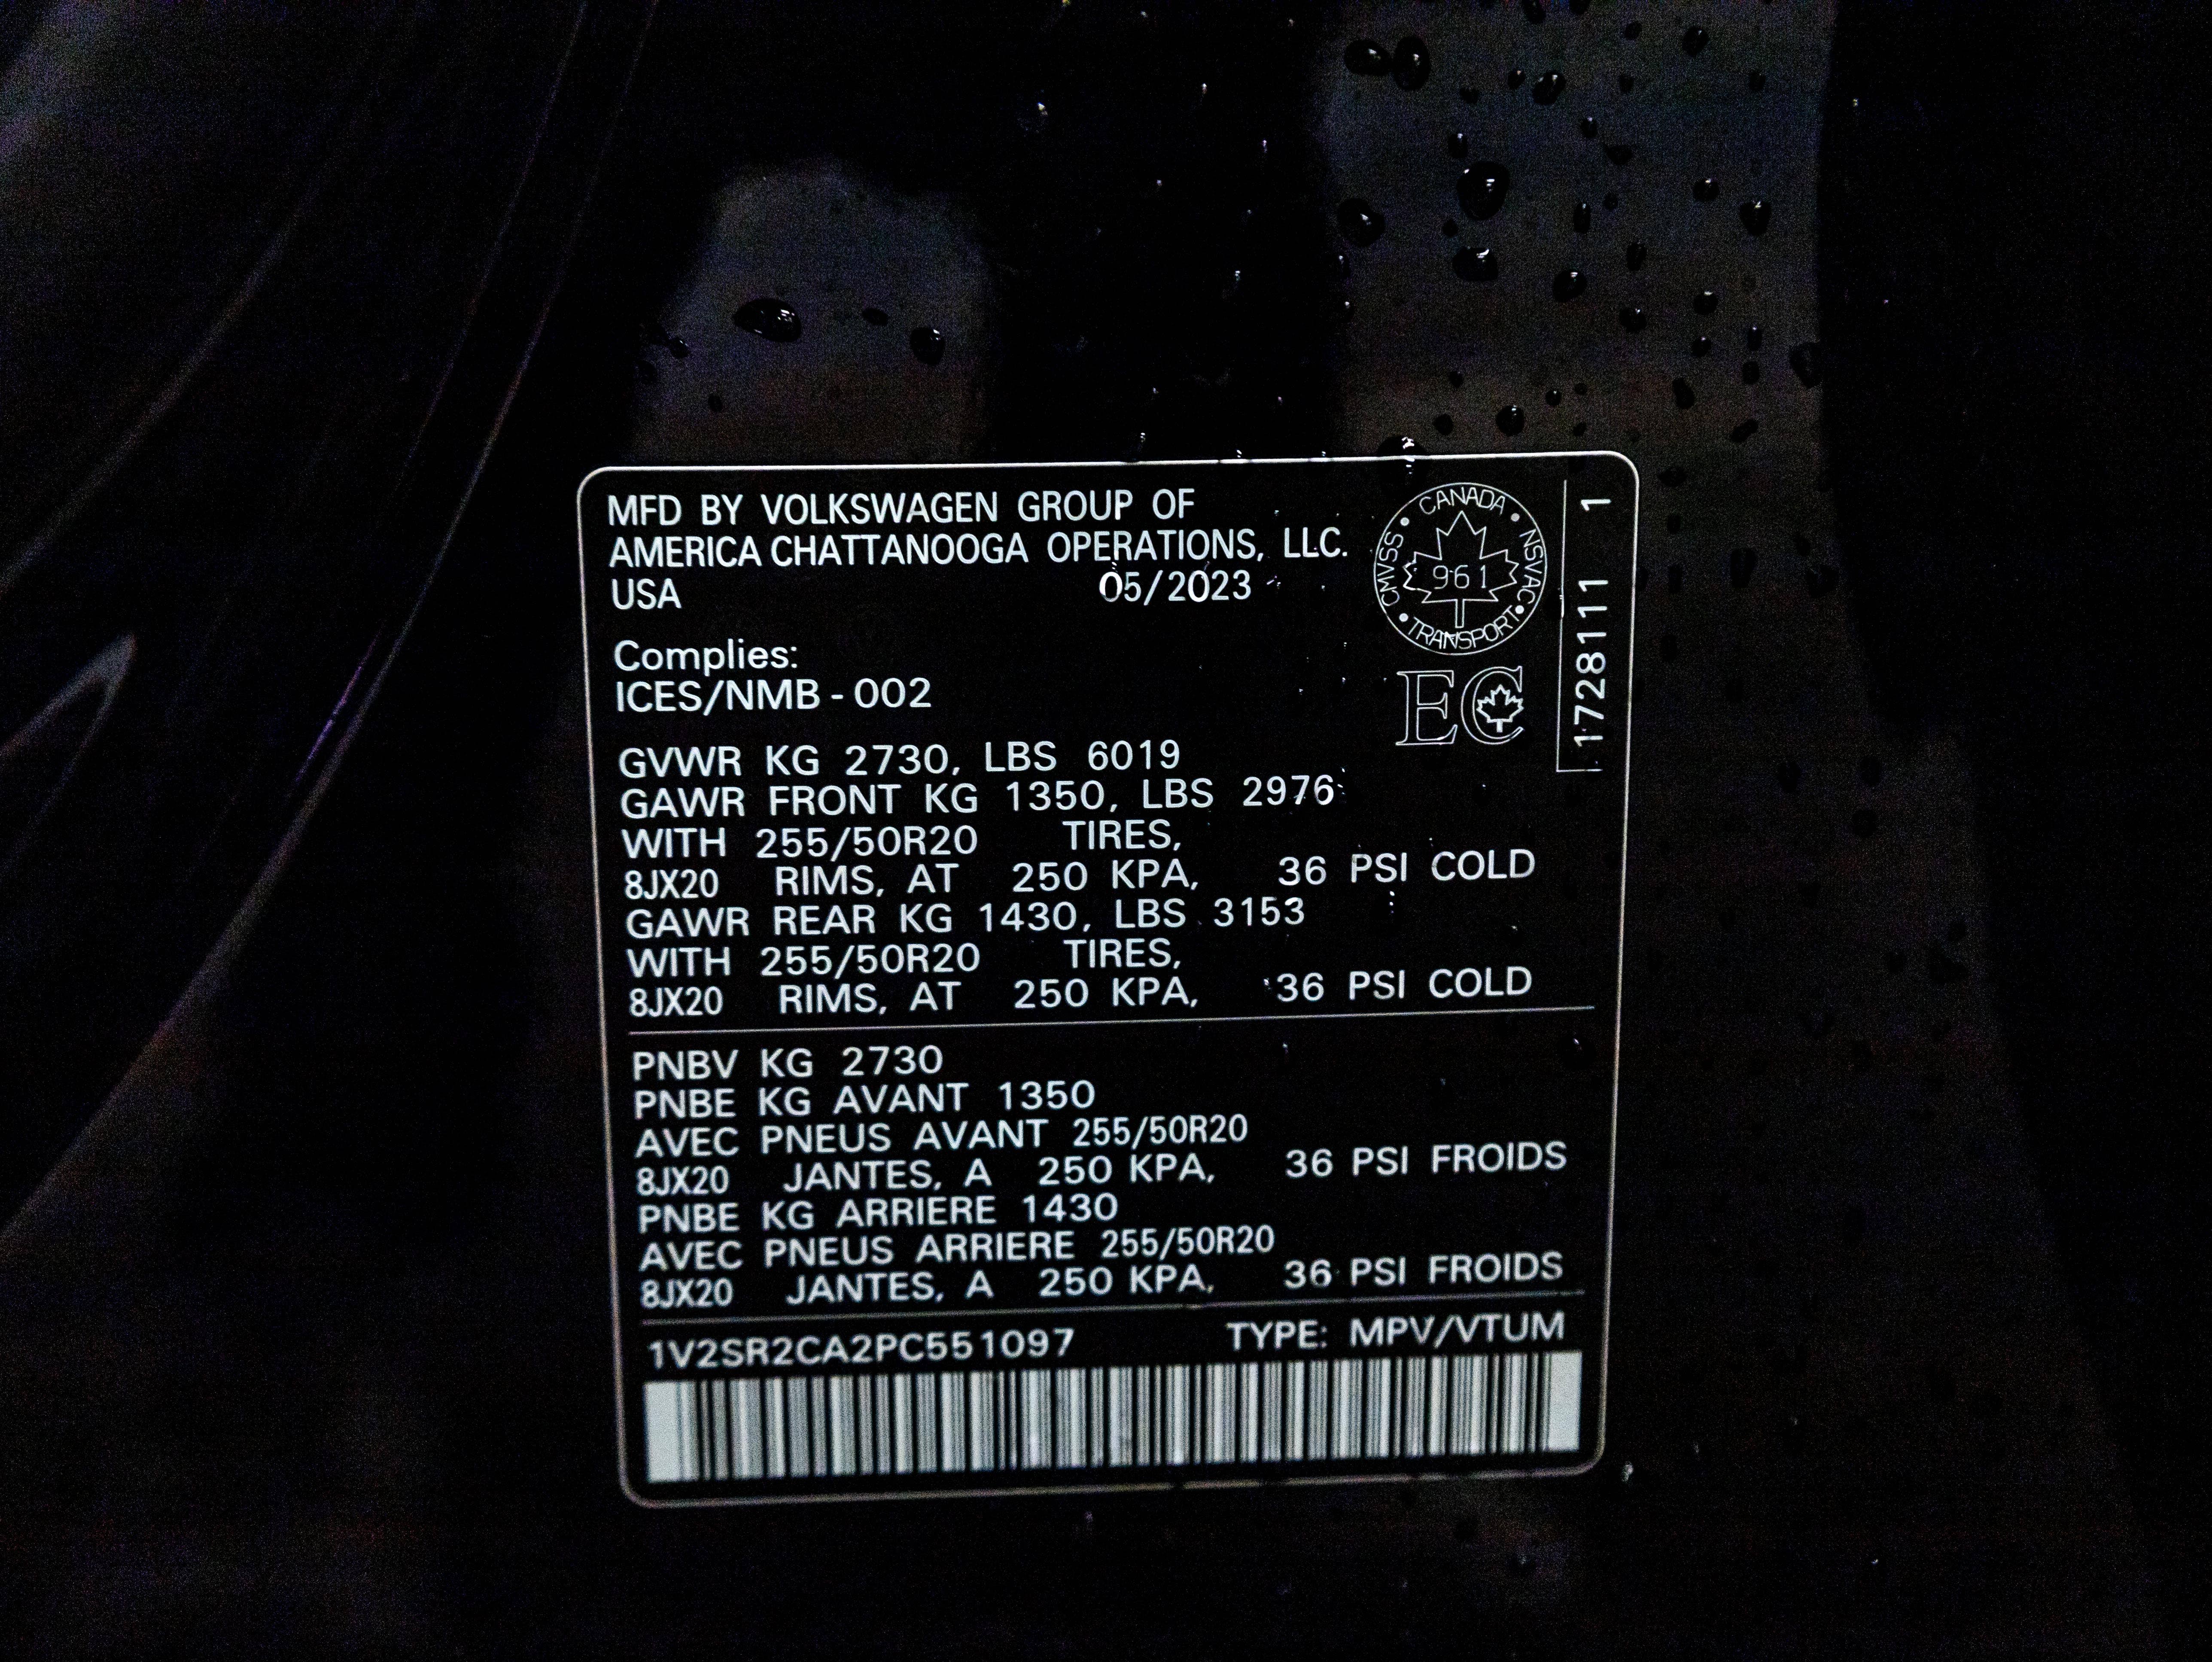 MFD BY VOLKSWAGEN GROUP OF
AMERICA CHATTANOOGA OPERATIONS, LLC.
USA 05/2023
CANADA • NSVAC • TRANSPORT • CMVSS •
961
EC
1728111 1
Complies:
ICES/NMB - 002
GVWR KG 2730, LBS 6019
GAWR FRONT KG 1350, LBS 2976
WITH 255/50R20 TIRES,
8JX20 RIMS, AT 250 KPA, 36 PSI COLD
GAWR REAR KG 1430, LBS 3153
WITH 255/50R20 TIRES,
8JX20 RIMS, AT 250 KPA, 36 PSI COLD
PNBV KG 2730
PNBE KG AVANT 1350
AVEC PNEUS AVANT 255/50R20
8JX20 JANTES, A 250 KPA, 36 PSI FROIDS
PNBE KG ARRIERE 1430
AVEC PNEUS ARRIERE 255/50R20
8JX20 JANTES, A 250 KPA, 36 PSI FROIDS
1V2SR2CA2PC551097 TYPE: MPV/VTUM